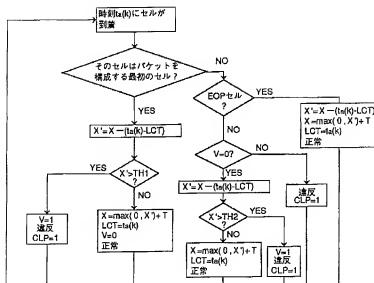 時刻ta(k)にセルが
到着
そのセルはパケットを
構成する最初のセル？
NO
YES
EOPセル
?
YES
NO
X'=X－(ta(k)-LCT)
X=max( 0 , X')+ T
LCT=ta(k)
正常
X'=X－(ta(k)-LCT)
V=0?
NO
YES
X'>TH1
?
YES
NO
X'=X－(ta(k)-LCT)
違反
CLP=1
V=1
違反
CLP=1
X=max( 0 , X')+ T
LCT=ta(k)
V=0
正常
X'>TH2
?
YES
NO
X=max( 0 , X')+ T
LCT=ta(k)
正常
V=1
違反
CLP=1